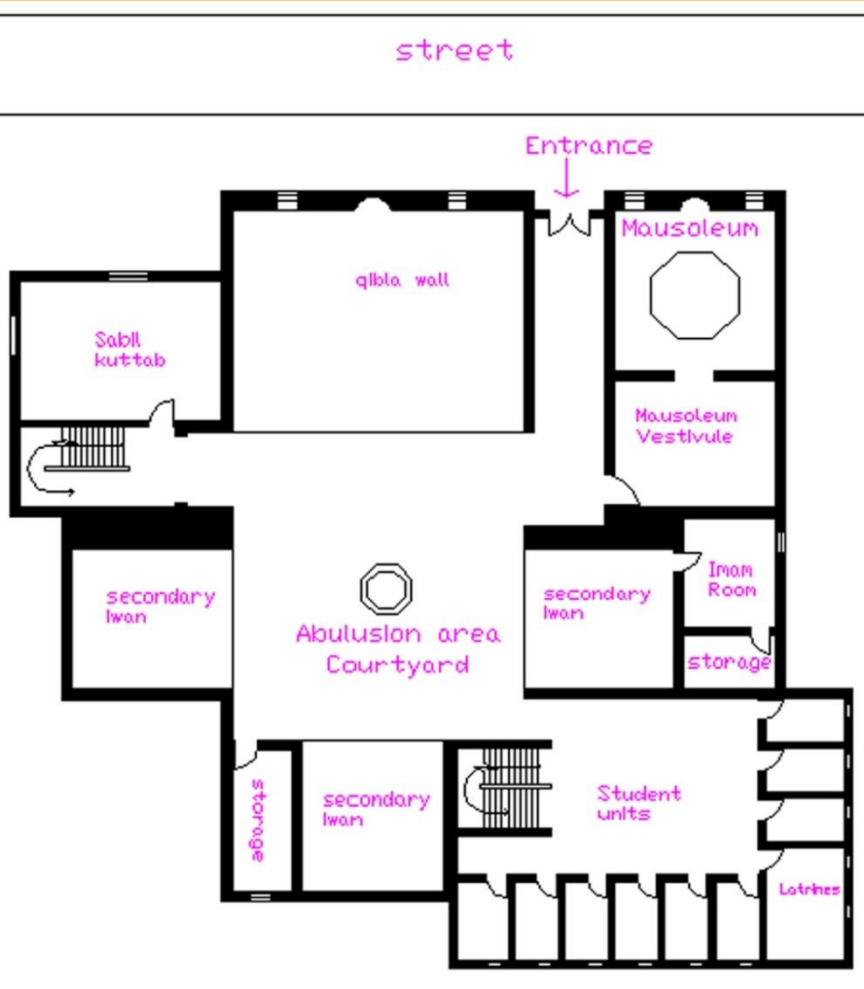 street
Entrance
Mausoleum
qibla wall
Sabil
kuttab
Mausoleum
Vestivule
secondary
Iwan
secondary
Iwan
Imam
Room
Abulusion area
Courtyard
storage
storage
secondary
Iwan
Student
units
Latrines